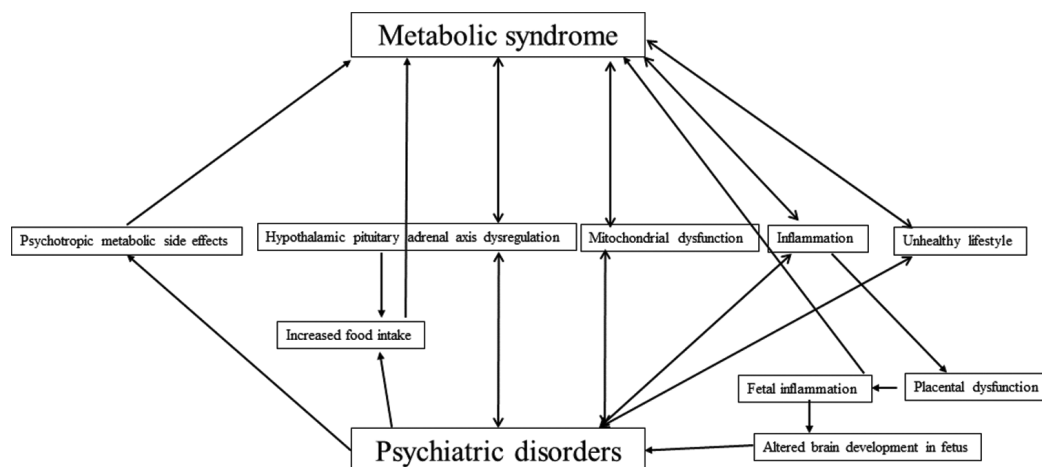 Metabolic syndrome
Psychotropic metabolic side effects
Hypothalamic pituitary adrenal axis dysregulation
Mitochondrial dysfunction
Inflammation
Unhealthy lifestyle
Increased food intake
Fetal inflammation
Placental dysfunction
Psychiatric disorders
Altered brain development in fetus